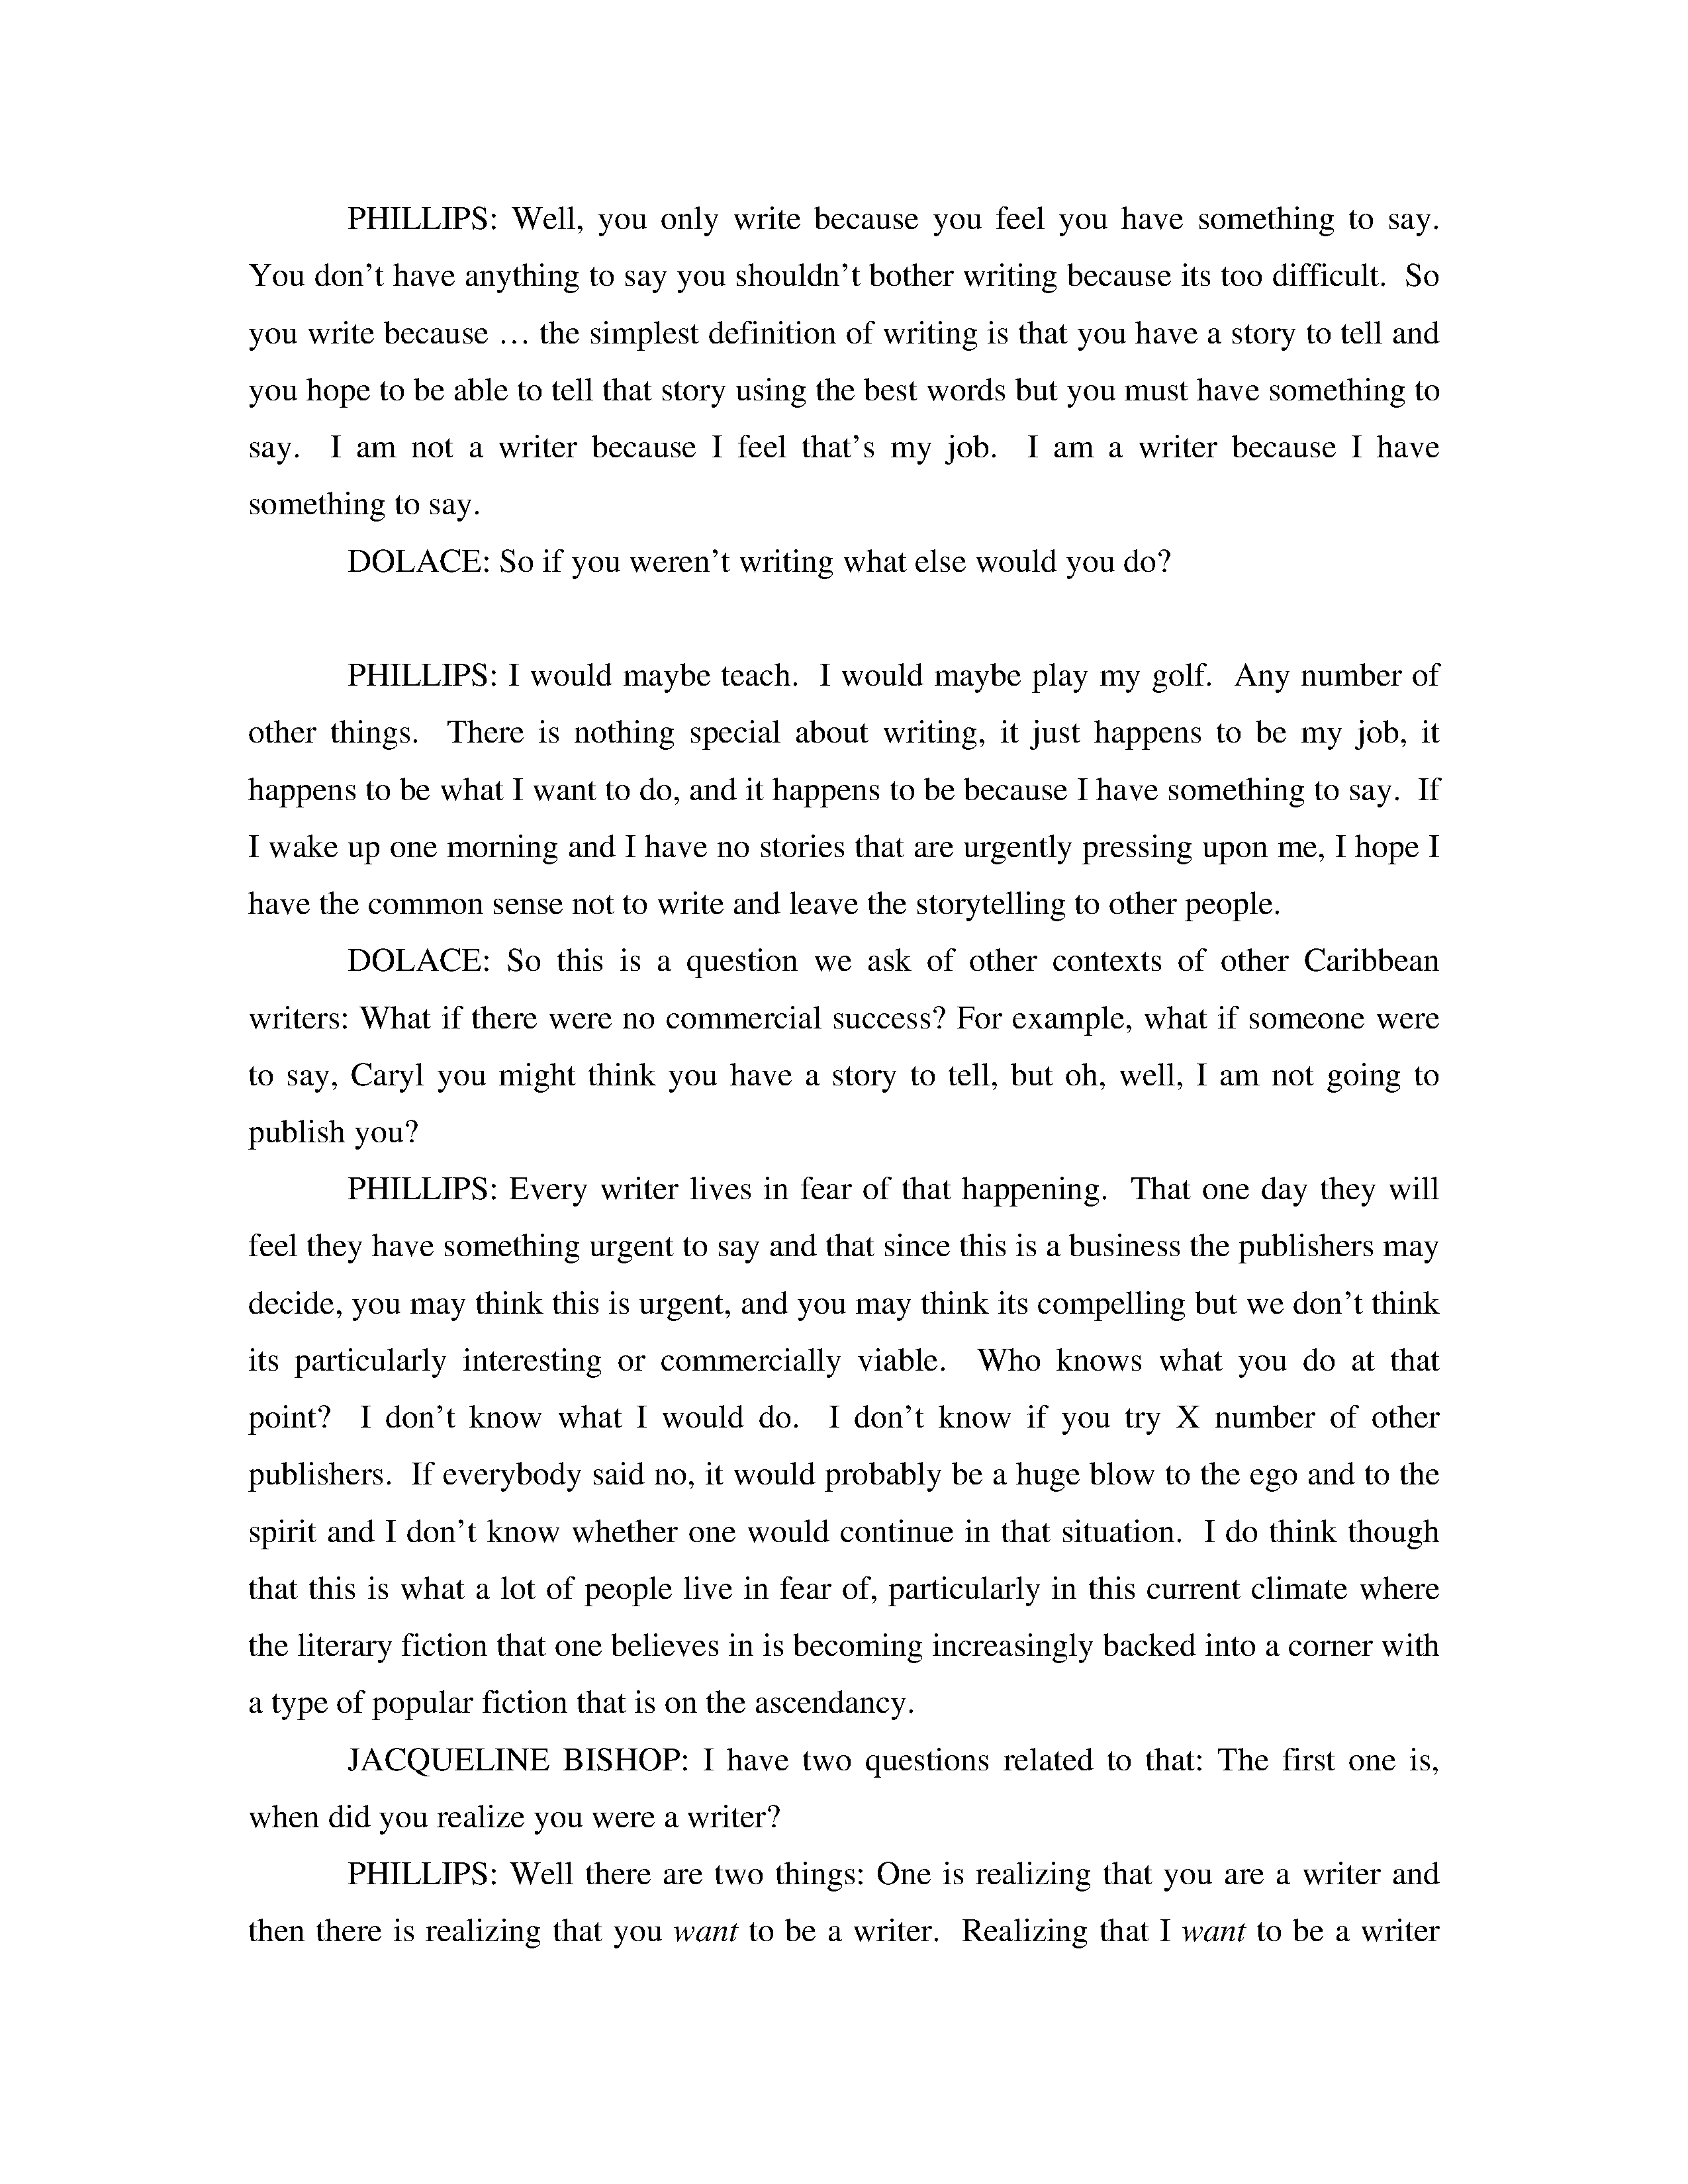 PHILLIPS: Well, you only write because you feel you have something to say.
You don’t have anything to say you shouldn’t bother writing because its too difficult. So
you write because … the simplest definition of writing is that you have a story to tell and
you hope to be able to tell that story using the best words but you must have something to
say. I am not a writer because I feel that’s my job. I am a writer because I have
something to say.
DOLACE: So if you weren’t writing what else would you do?
PHILLIPS: I would maybe teach. I would maybe play my golf. Any number of
other things. There is nothing special about writing, it just happens to be my job, it
happens to be what I want to do, and it happens to be because I have something to say. If
I wake up one morning and I have no stories that are urgently pressing upon me, I hope I
have the common sense not to write and leave the storytelling to other people.
DOLACE: So this is a question we ask of other contexts of other Caribbean
writers: What if there were no commercial success? For example, what if someone were
to say, Caryl you might think you have a story to tell, but oh, well, I am not going to
publish you?
PHILLIPS: Every writer lives in fear of that happening. That one day they will
feel they have something urgent to say and that since this is a business the publishers may
decide, you may think this is urgent, and you may think its compelling but we don’t think
its particularly interesting or commercially viable. Who knows what you do at that
point? I don’t know what I would do. I don’t know if you try X number of other
publishers. If everybody said no, it would probably be a huge blow to the ego and to the
spirit and I don’t know whether one would continue in that situation. I do think though
that this is what a lot of people live in fear of, particularly in this current climate where
the literary fiction that one believes in is becoming increasingly backed into a corner with
a type of popular fiction that is on the ascendancy.
JACQUELINE BISHOP: I have two questions related to that: The first one is,
when did you realize you were a writer?
PHILLIPS: Well there are two things: One is realizing that you are a writer and
then there is realizing that you want to be a writer. Realizing that I want to be a writer